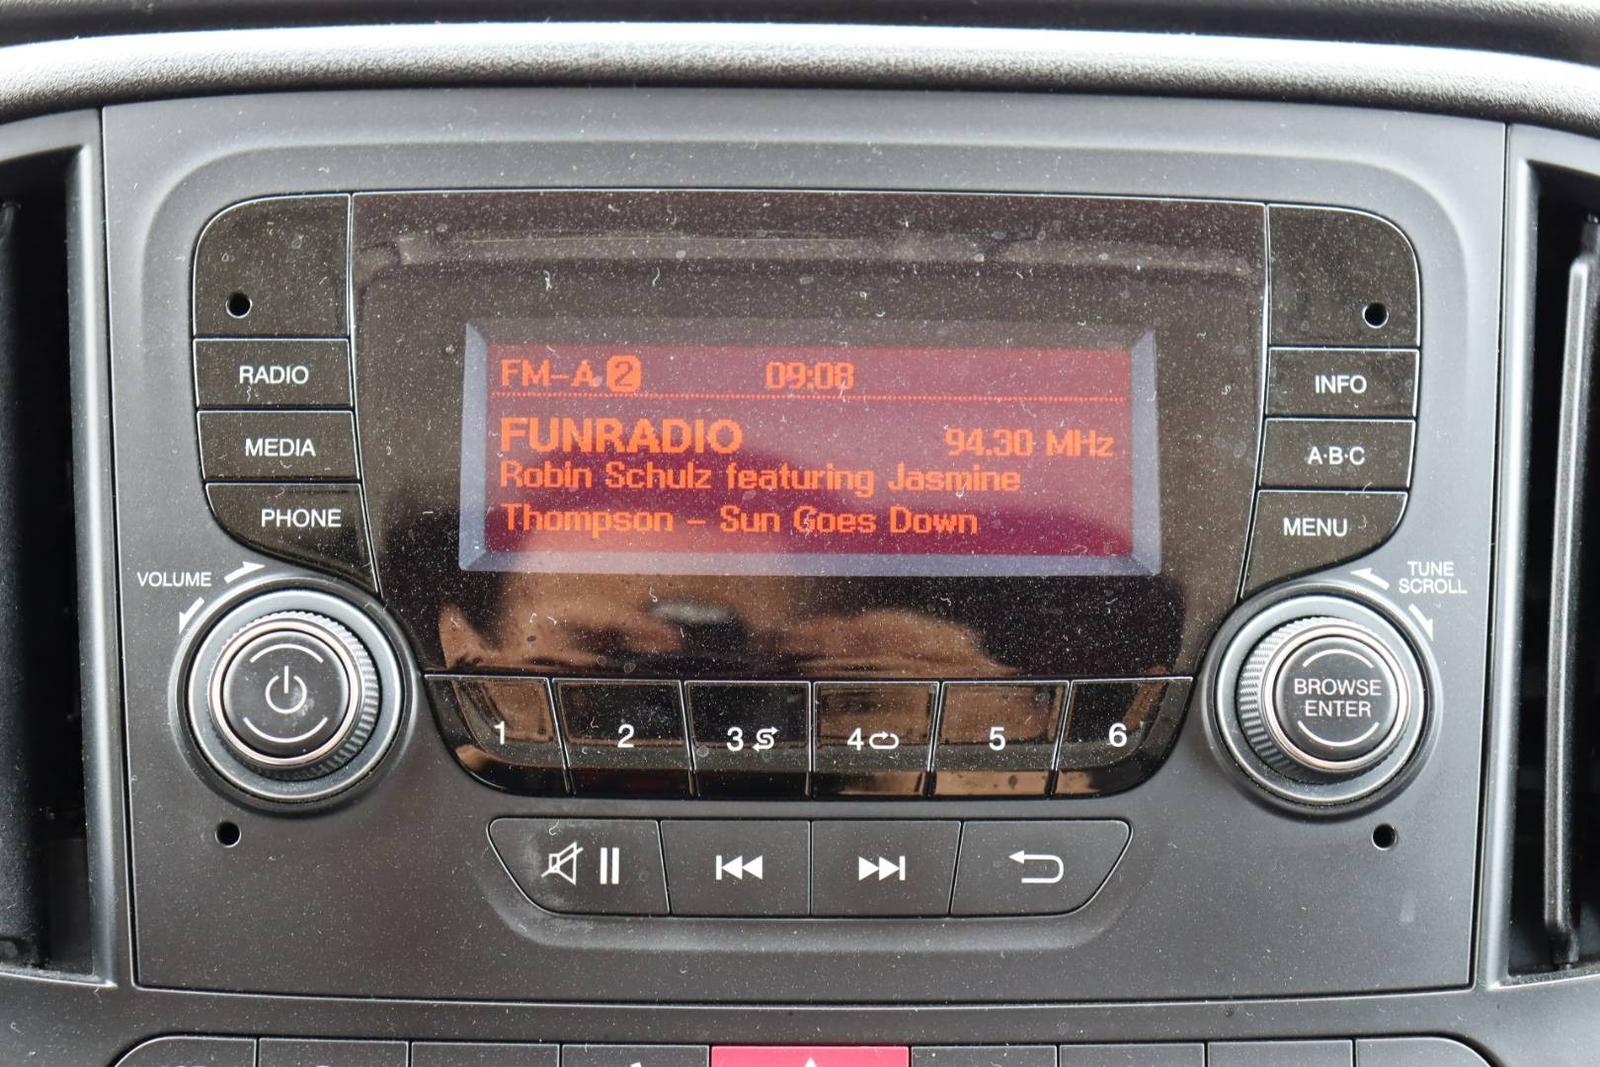 FM-A 2 09:08
FUNRADIO 94.30 MHz
Robin Schulz featuring Jasmine
Thompson - Sun Goes Down
RADIO
MEDIA
PHONE
INFO
A·B·C
MENU
VOLUME
TUNE
SCROLL
BROWSE
ENTER
1 2 3 4 5 6